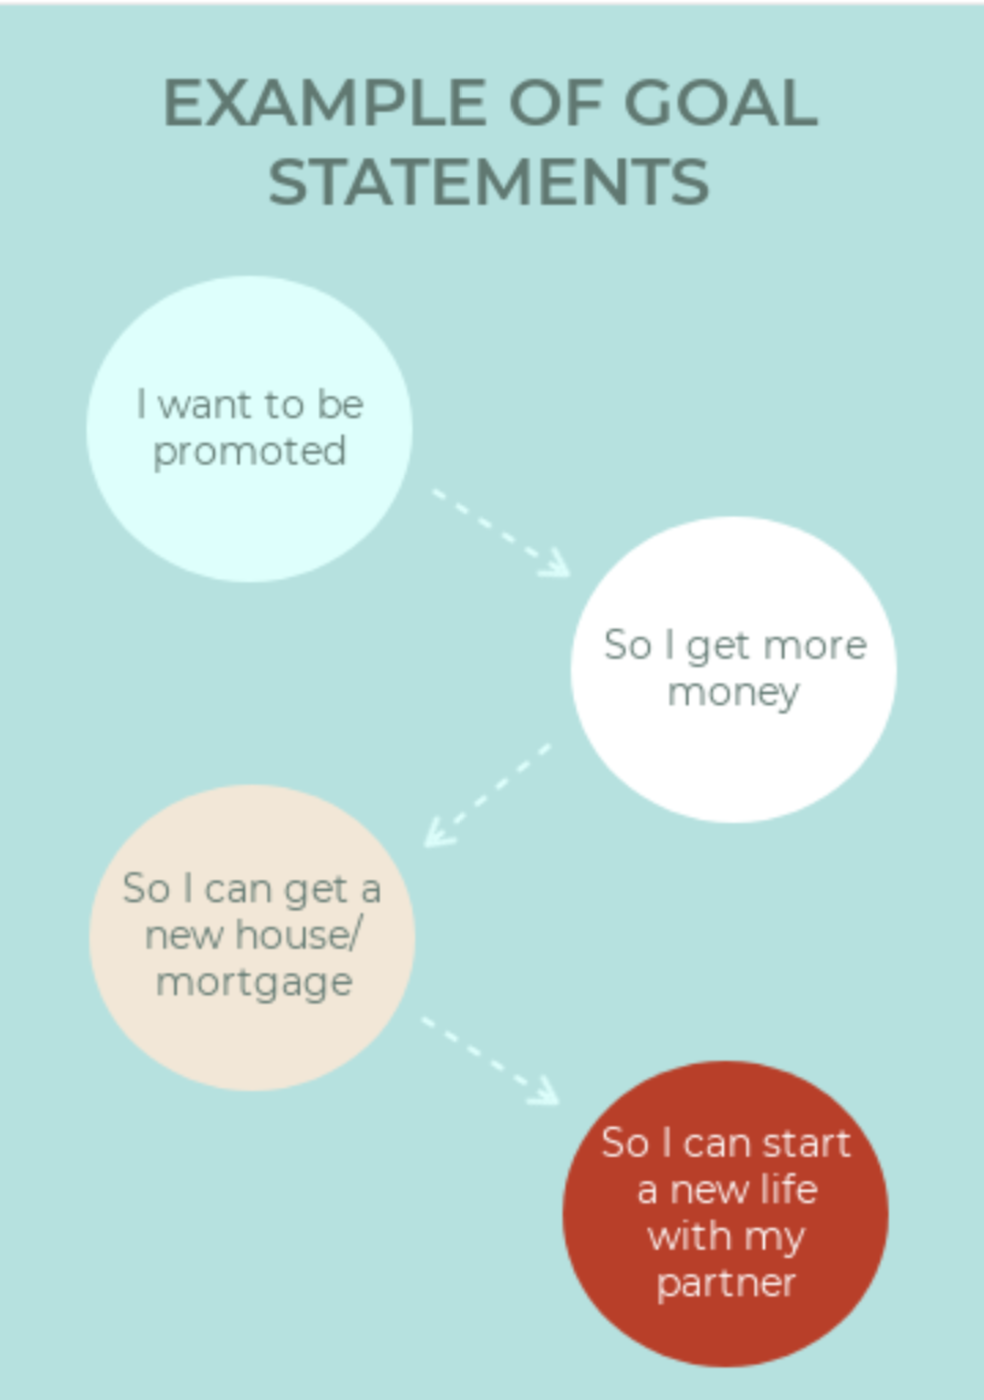 EXAMPLE OF GOAL
STATEMENTS
I want to be
promoted
So I get more
money
So I can get a
new house/
mortgage
So I can start
a new life
with my
partner